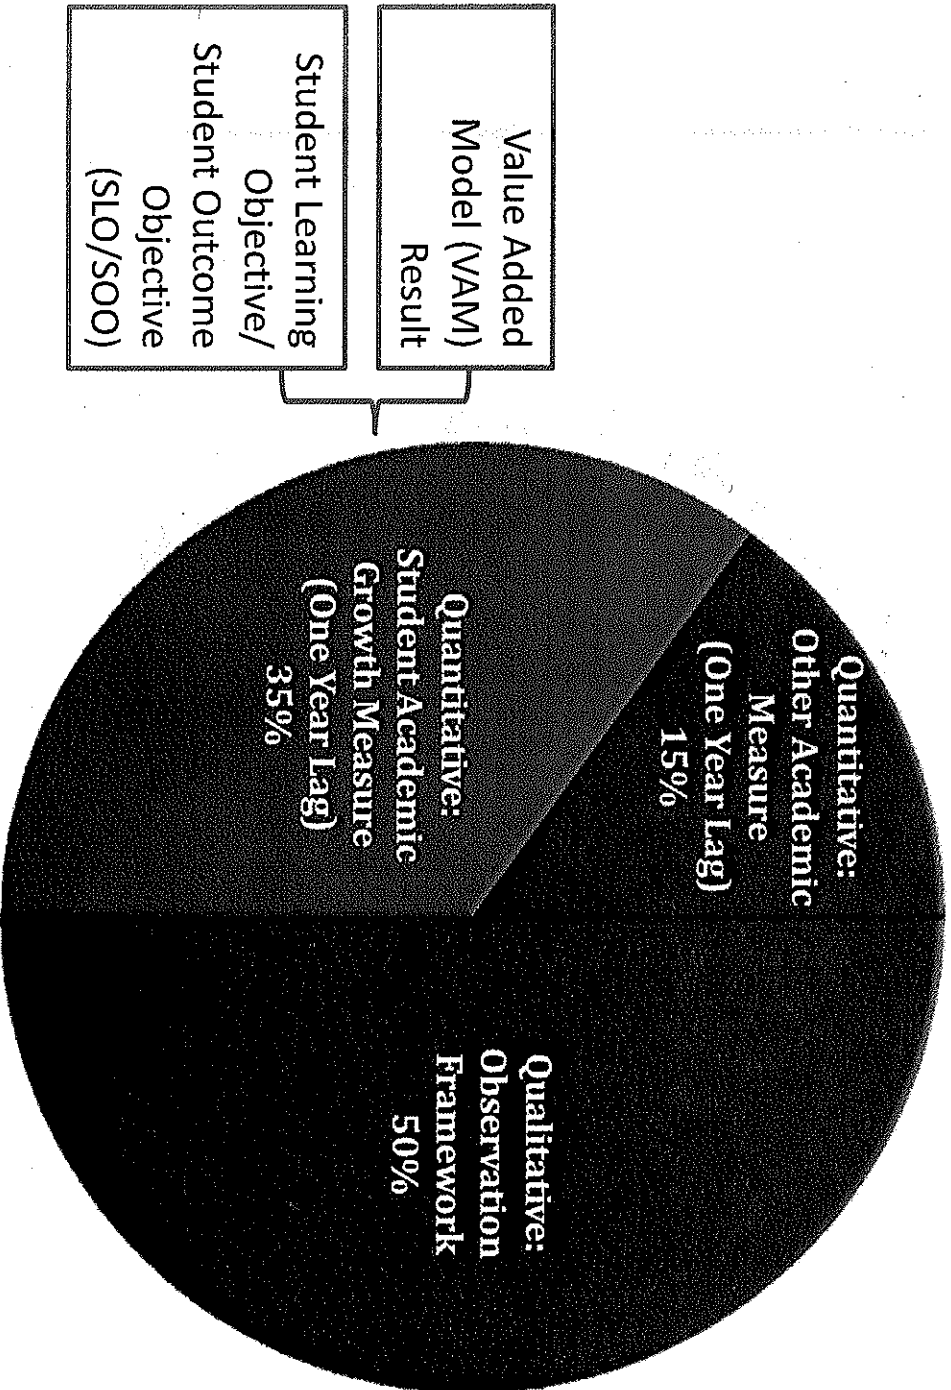 Value Added
Model (VAM)
Result
Student Learning
Objective/
Student Outcome
Objective
(SLO/SOO)
Quantitative:
Other Academic
Measure
(One Year Lag)
15%
Quantitative:
Student Academic
Growth Measure
(One Year Lag)
35%
Qualitative:
Observation
Framework
50%